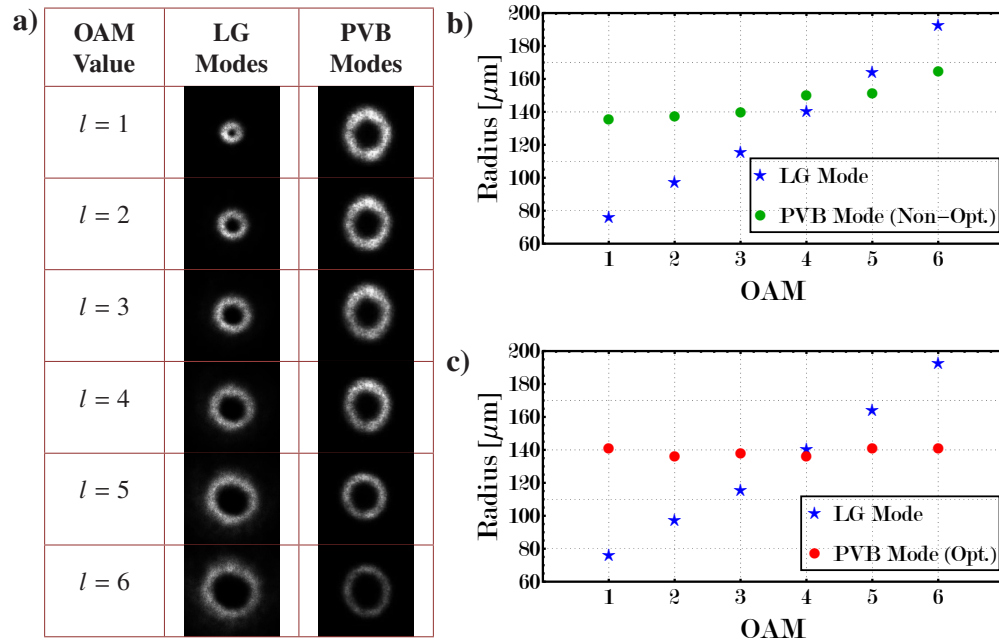 a)
OAM Value
LG Modes
PVB Modes
l = 1
l = 2
l = 3
l = 4
l = 5
l = 6
b)
Radius [μm]
200
180
160
140
120
100
80
60
1 2 3 4 5 6
OAM
LG Mode
PVB Mode (Non−Opt.)
c)
Radius [μm]
200
180
160
140
120
100
80
60
1 2 3 4 5 6
OAM
LG Mode
PVB Mode (Opt.)